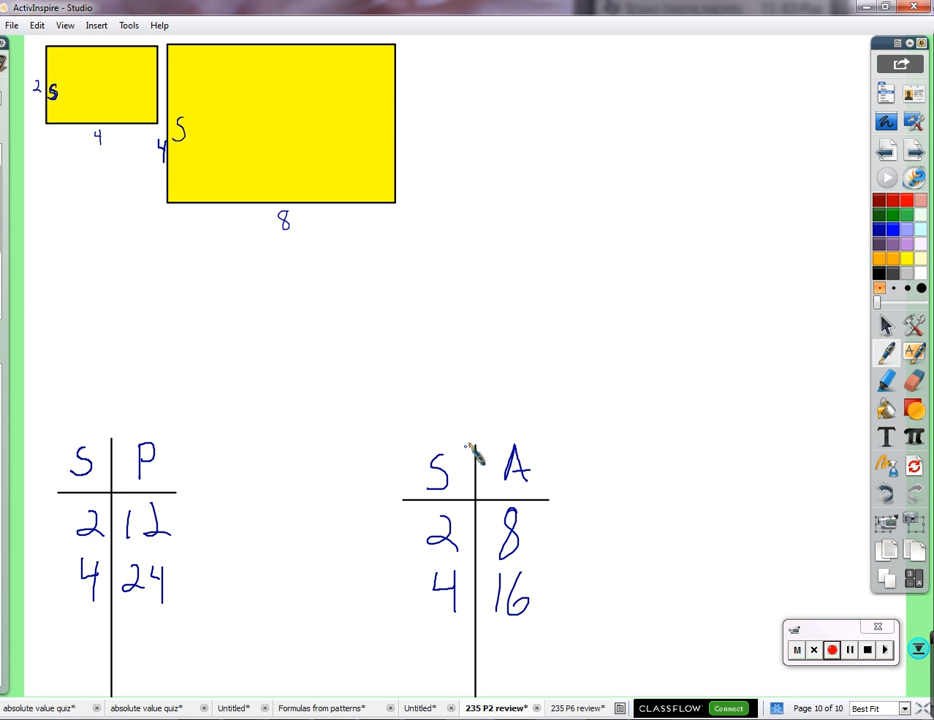 ActivInspire - Studio
File Edit View Insert Tools Help
2 S
4
S
4
8
S P
2 12
4 24
S A
2 8
4 16
M
absolute value quiz* absolute value quiz* Untitled* Formulas from patterns* Untitled* 235 P2 review* 235 P6 review* CLASSFLOW Connect Page 10 of 10 Best Fit